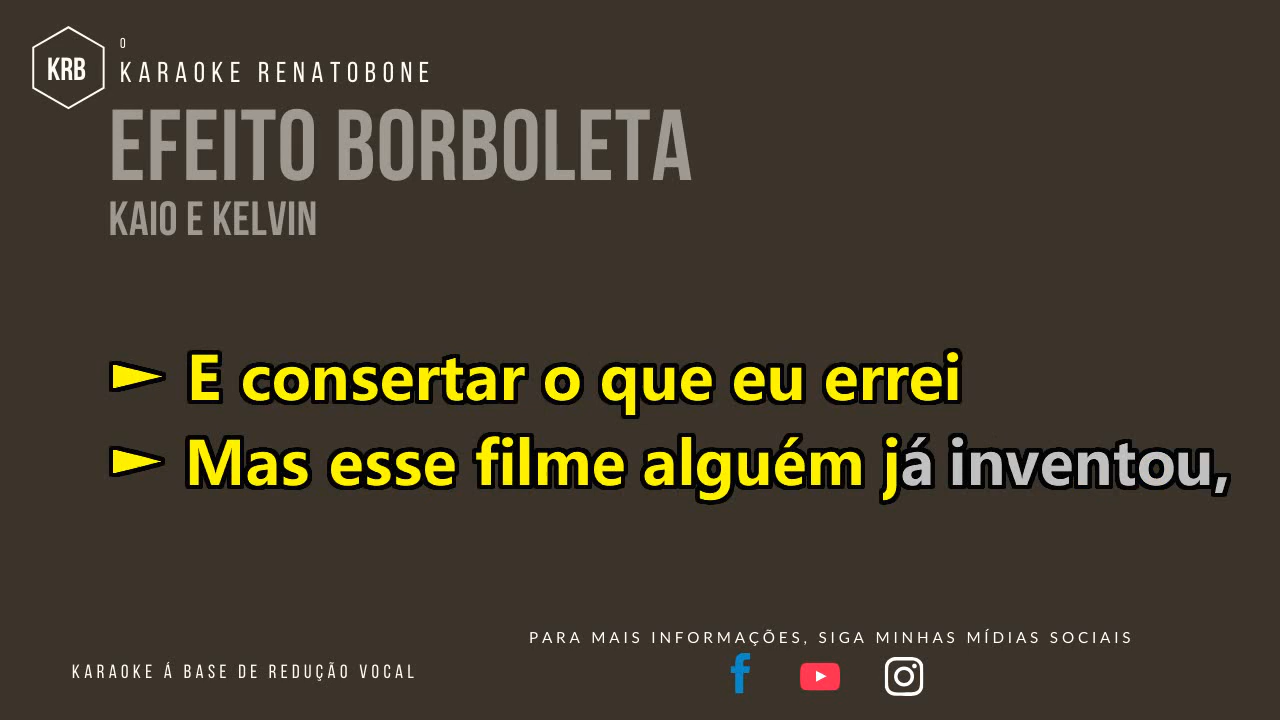 KRB
O
KARAOKE RENATOBONE
EFEITO BORBOLETA
KAIO E KELVIN
► E consertar o que eu errei
► Mas esse filme alguém já inventou,
PARA MAIS INFORMAÇÕES, SIGA MINHAS MÍDIAS SOCIAIS
KARAOKE Á BASE DE REDUÇÃO VOCAL